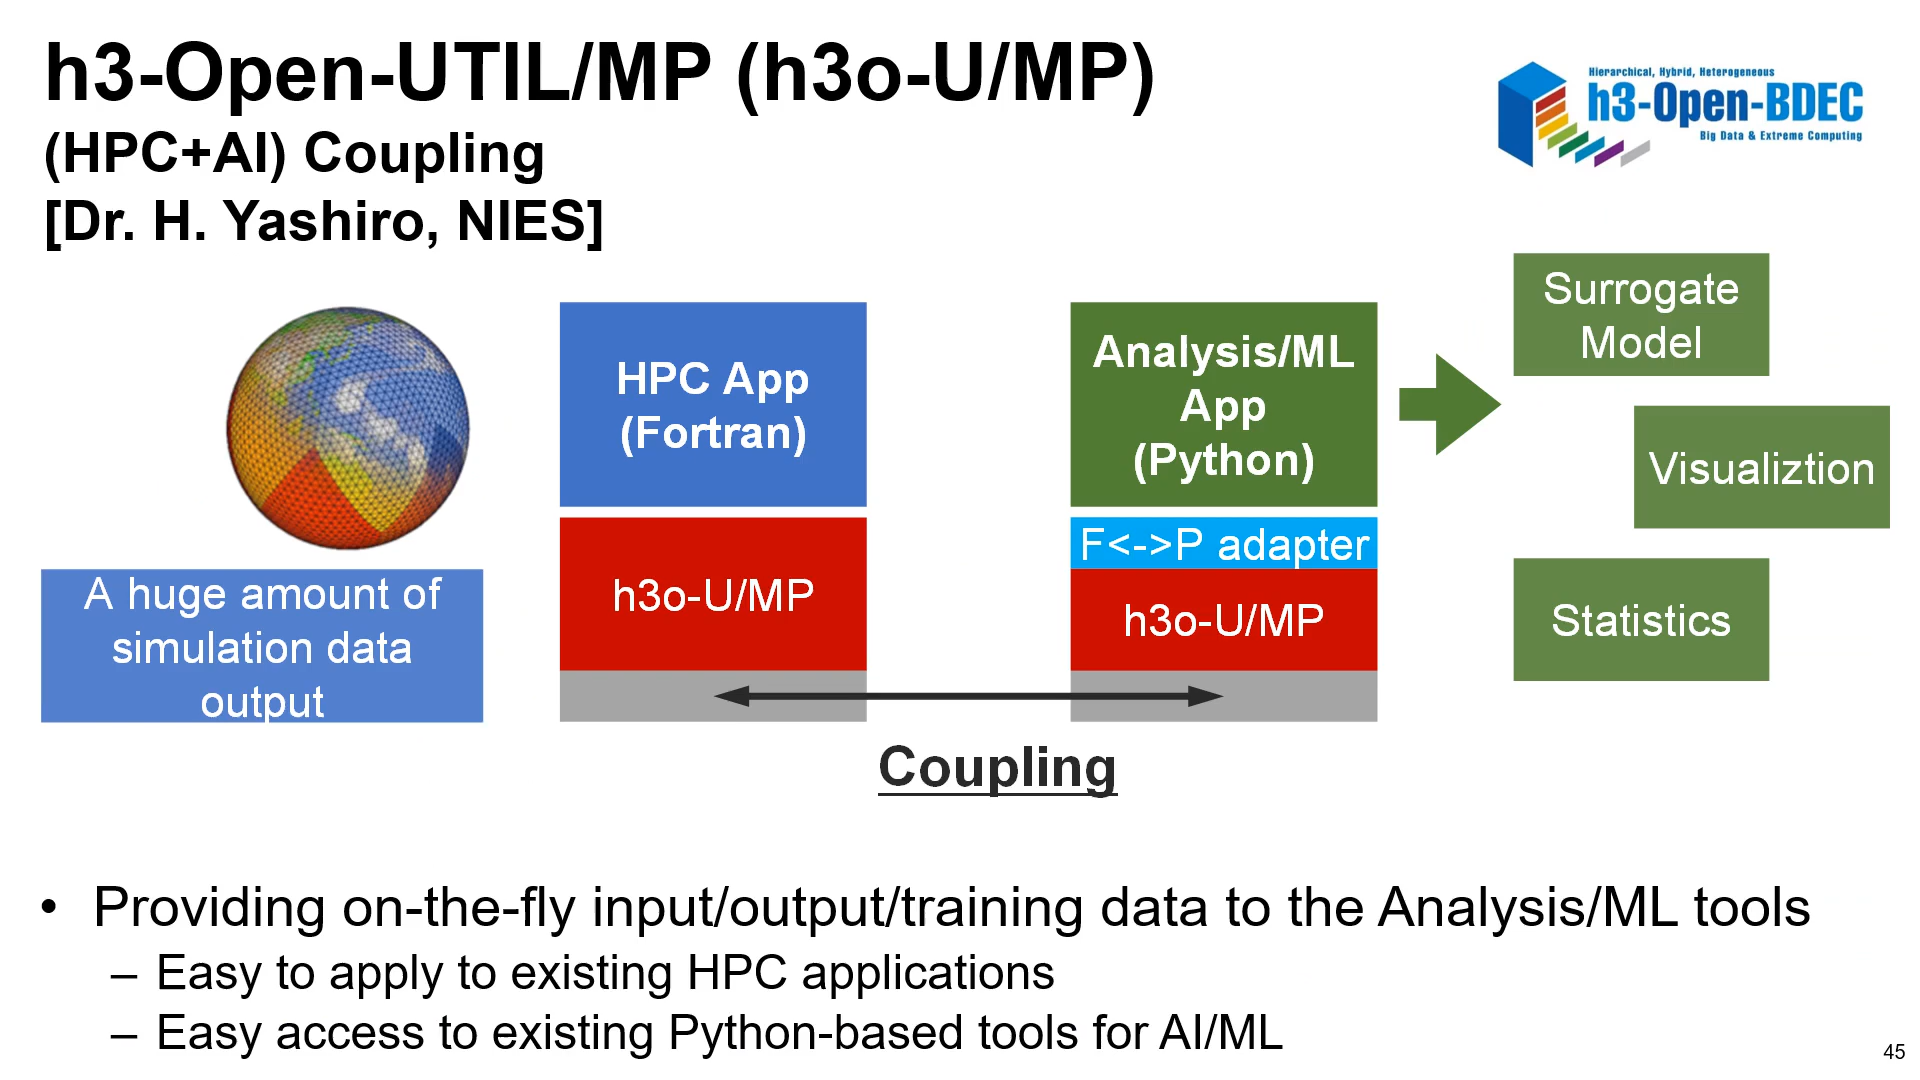 h3-Open-UTIL/MP (h3o-U/MP)
(HPC+AI) Coupling
[Dr. H. Yashiro, NIES]
Hierarchical, Hybrid, Heterogeneous
h3-Open-BDEC
Big Data & Extreme Computing
A huge amount of
simulation data
output
HPC App
(Fortran)
h3o-U/MP
Analysis/ML
App
(Python)
F<->P adapter
h3o-U/MP
Coupling
Surrogate
Model
Visualiztion
Statistics
• Providing on-the-fly input/output/training data to the Analysis/ML tools
– Easy to apply to existing HPC applications
– Easy access to existing Python-based tools for AI/ML
45